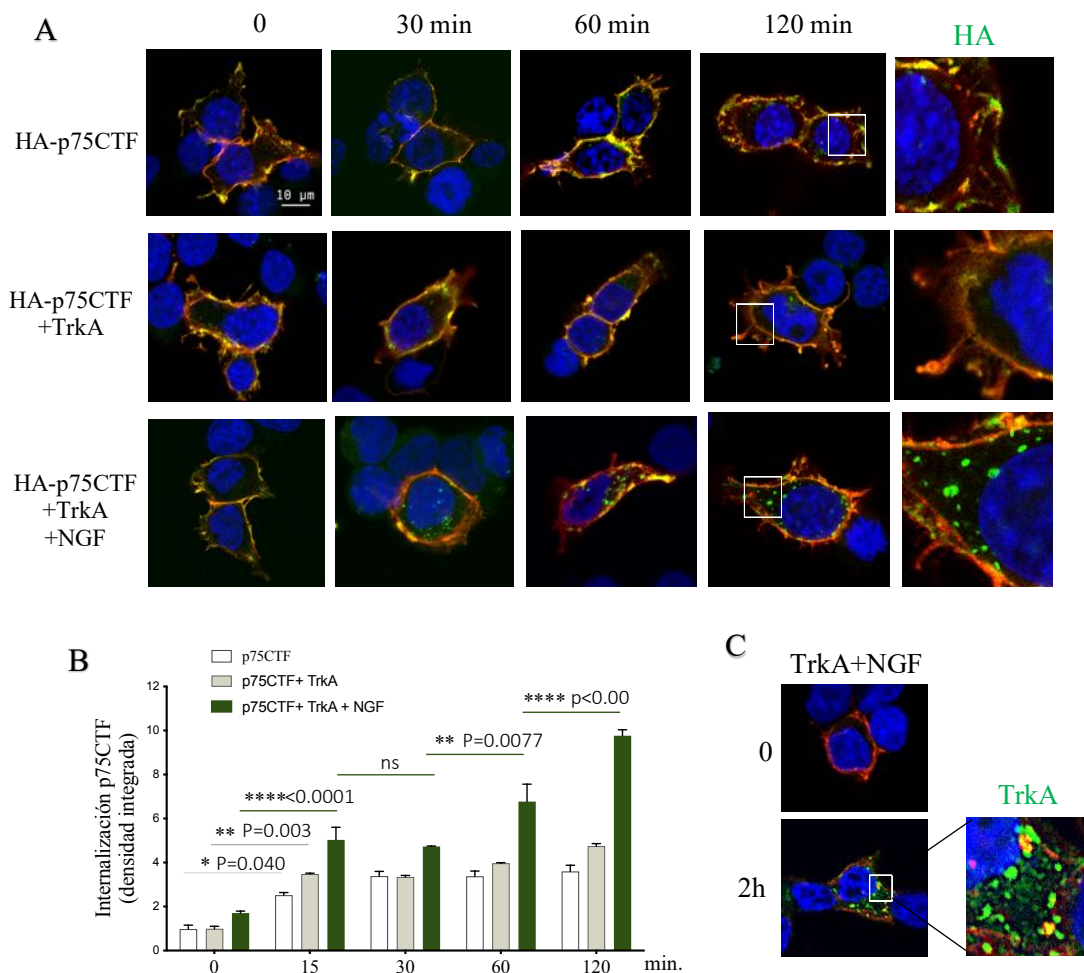 A
0
30 min
60 min
120 min
HA
HA-p75CTF
10 μm
HA-p75CTF
+TrkA
HA-p75CTF
+TrkA
+NGF
B
p75CTF
p75CTF+ TrkA
p75CTF+ TrkA + NGF
Internalización p75CTF
(densidad integrada)
12
10
8
6
4
2
0
**** p<0.00
** P=0.0077
ns
****<0.0001
** P=0.003
* P=0.040
0
15
30
60
120
min.
C
TrkA+NGF
0
TrkA
2h